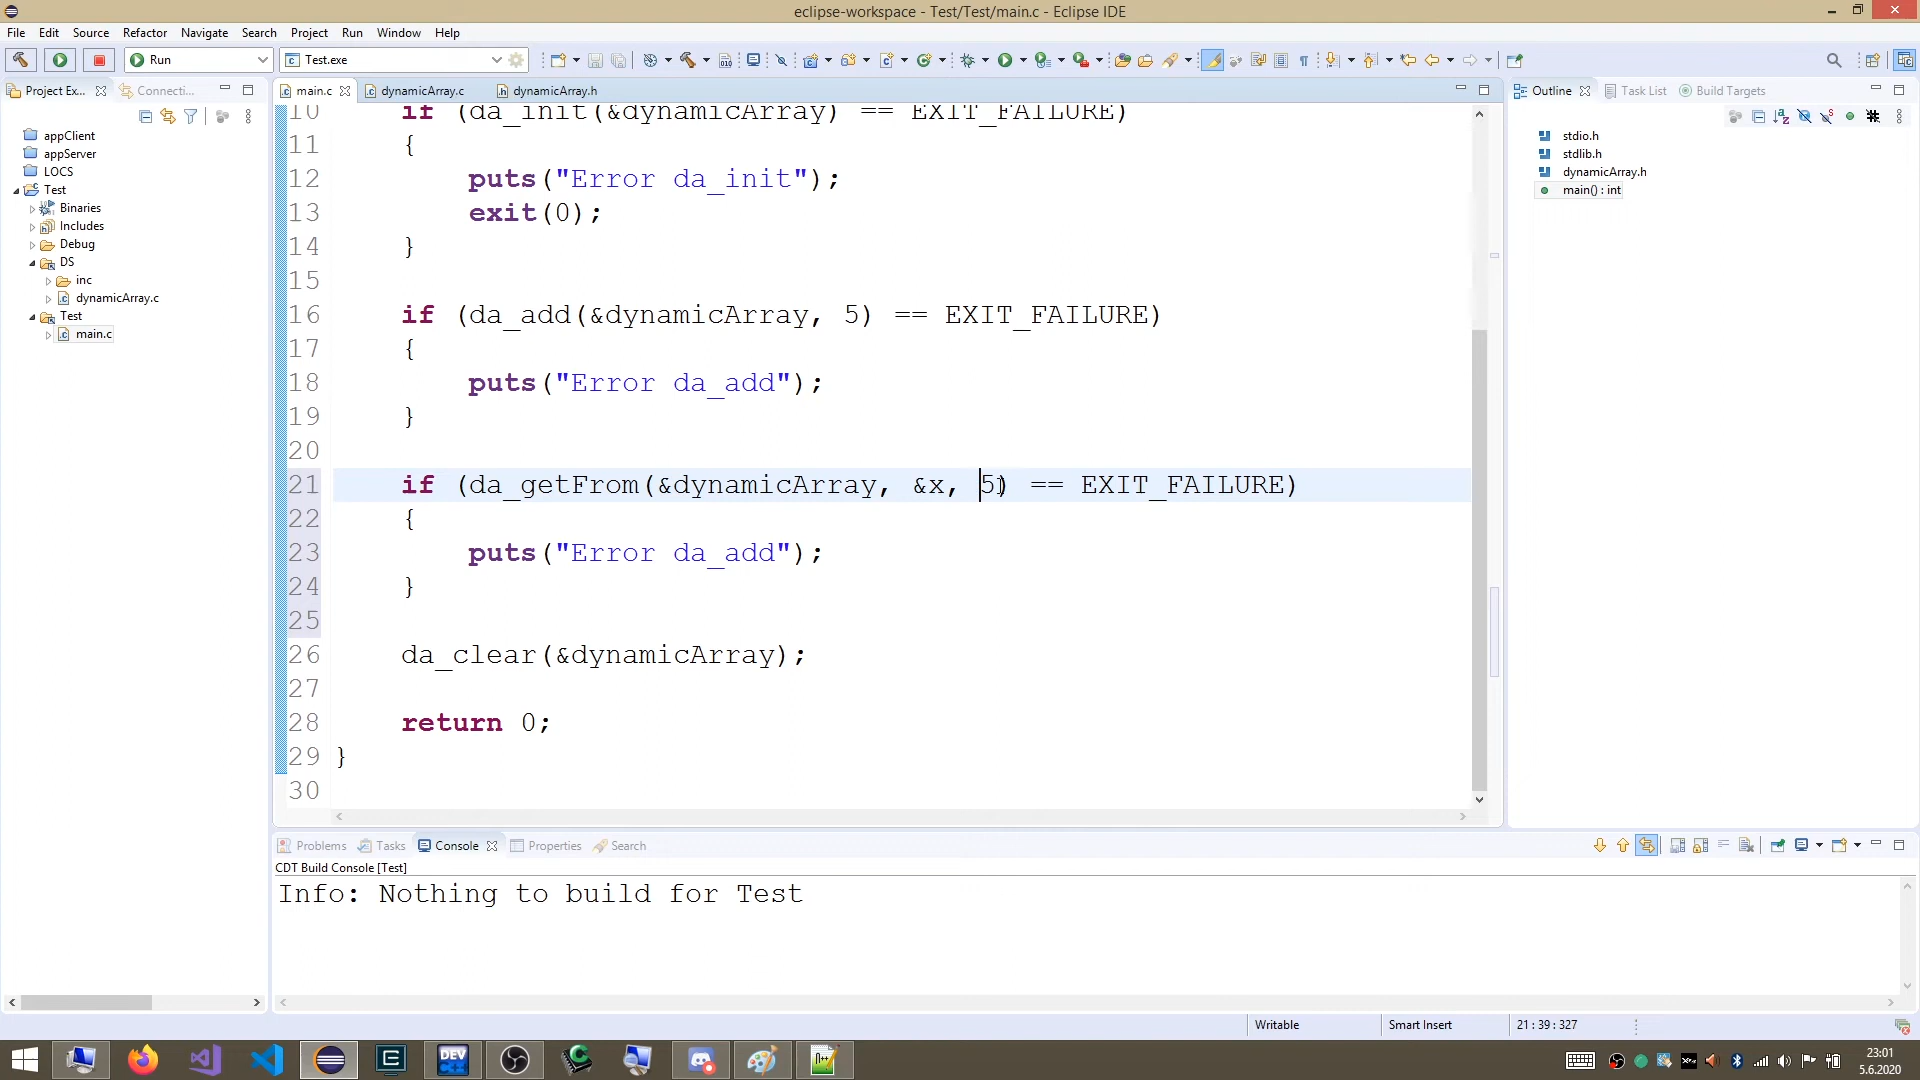 eclipse-workspace - Test/Test/main.c - Eclipse IDE
File Edit Source Refactor Navigate Search Project Run Window Help
Run
Test.exe
Project Ex...
Connecti...
main.c
dynamicArray.c
dynamicArray.h
Outline
Task List
Build Targets
appClient
appServer
LOCS
Test
Binaries
Includes
Debug
DS
inc
dynamicArray.c
Test
main.c
10 if (da_init(&dynamicArray) == EXIT_FAILURE)
11 {
12 puts("Error da_init");
13 exit(0);
14 }
15
16 if (da_add(&dynamicArray, 5) == EXIT_FAILURE)
17 {
18 puts("Error da_add");
19 }
20
21 if (da_getFrom(&dynamicArray, &x, 5) == EXIT_FAILURE)
22 {
23 puts("Error da_add");
24 }
25
26 da_clear(&dynamicArray);
27
28 return 0;
29 }
30
stdio.h
stdlib.h
dynamicArray.h
main() : int
Problems
Tasks
Console
Properties
Search
CDT Build Console [Test]
Info: Nothing to build for Test
Writable
Smart Insert
21 : 39 : 327
DEV
23:01
5.6.2020